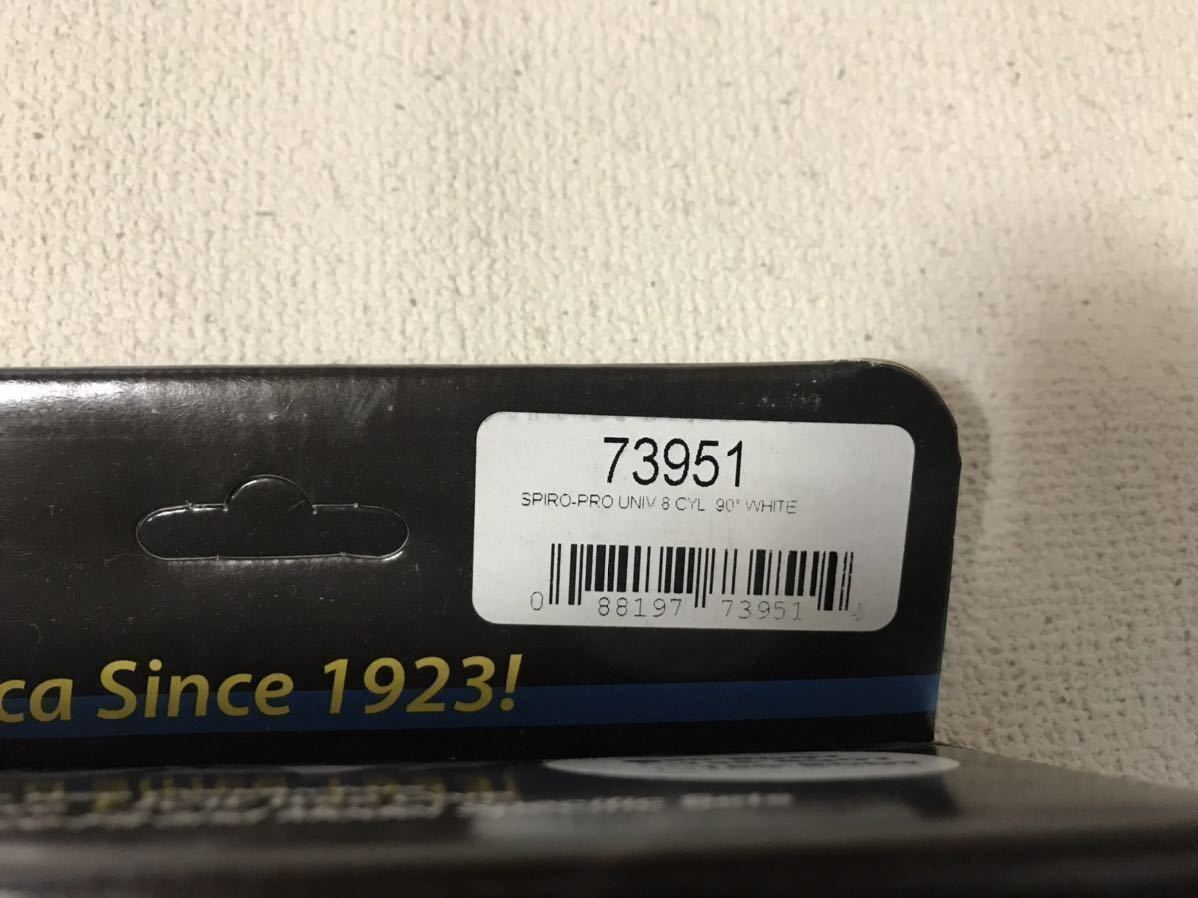 73951
SPIRO-PRO UNIV 8 CYL 90° WHITE
0 88197 73951
ca Since 1923!